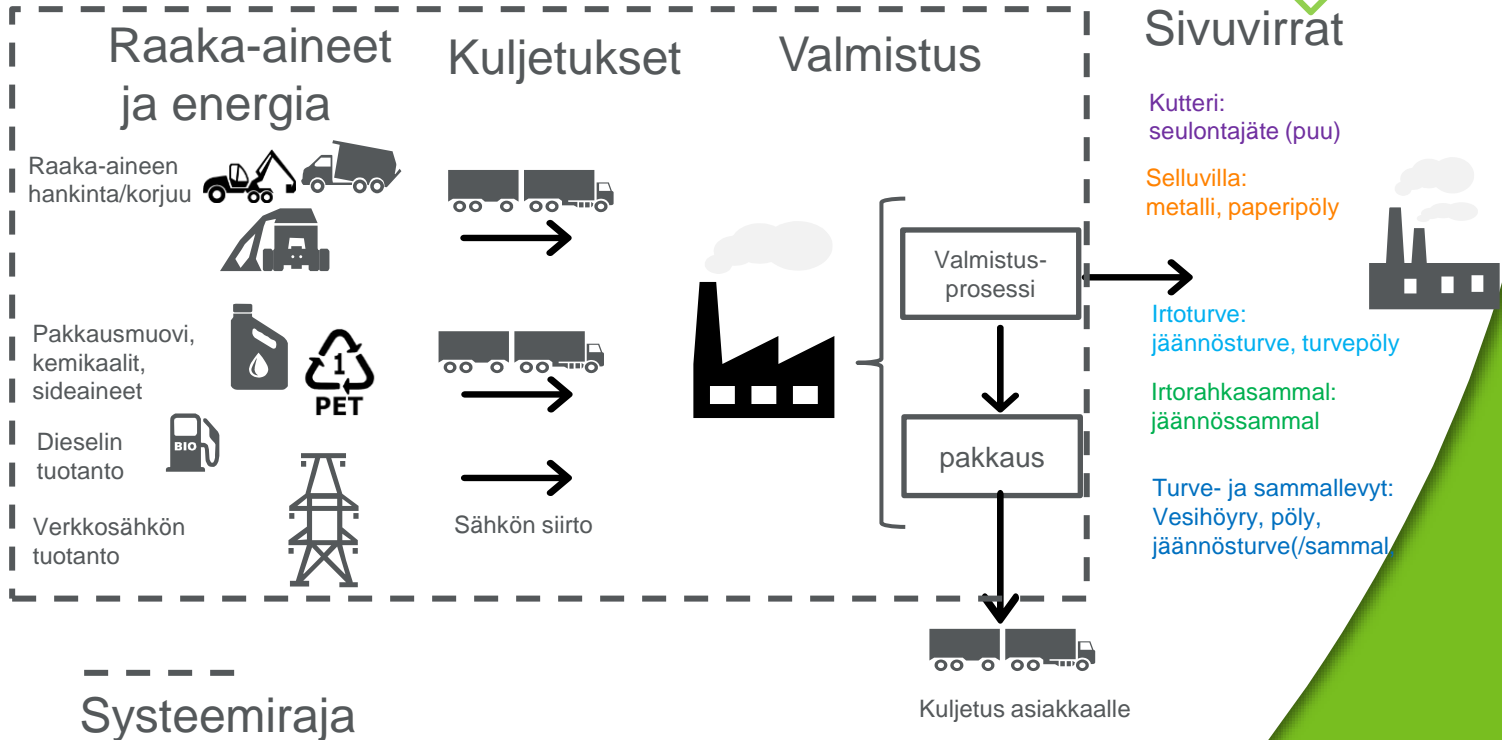 Raaka-aineet
ja energia
Kuljetukset
Valmistus
Sivuvirrat
Raaka-aineen
hankinta/korjuu
Pakkausmuovi,
kemikaalit,
sideaineet
1
PET
Dieselin
tuotanto
BIO
Verkkosähkön
tuotanto
Sähkön siirto
Valmistus-
prosessi
pakkaus
Kutteri:
seulontajäte (puu)
Selluvilla:
metalli, paperipöly
Irtoturve:
jäännösturve, turvepöly
Irtorahkasammal:
jäännössammal
Turve- ja sammallevyt:
Vesihöyry, pöly,
jäännösturve(/sammal,
Kuljetus asiakkaalle
Systeemiraja